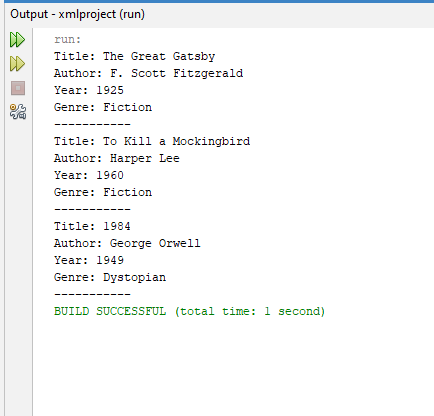 Output - xmlproject (run)
run:
Title: The Great Gatsby
Author: F. Scott Fitzgerald
Year: 1925
Genre: Fiction
-----------
Title: To Kill a Mockingbird
Author: Harper Lee
Year: 1960
Genre: Fiction
-----------
Title: 1984
Author: George Orwell
Year: 1949
Genre: Dystopian
-----------
BUILD SUCCESSFUL (total time: 1 second)